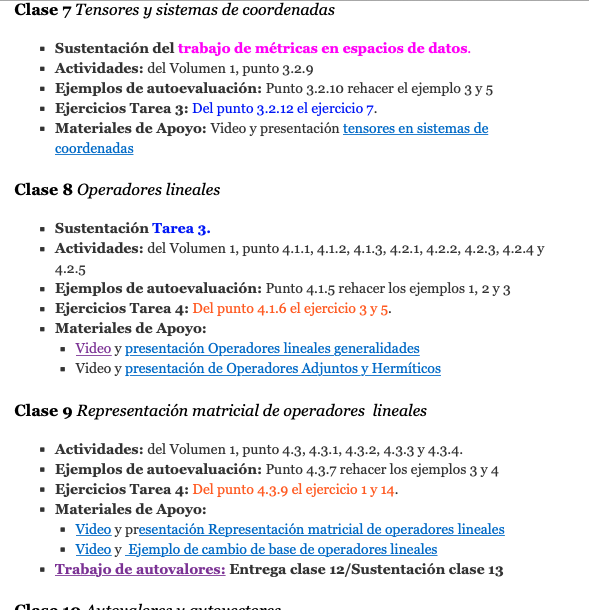 Clase 7 Tensores y sistemas de coordenadas
Sustentación del trabajo de métricas en espacios de datos.
Actividades: del Volumen 1, punto 3.2.9
Ejemplos de autoevaluación: Punto 3.2.10 rehacer el ejemplo 3 y 5
Ejercicios Tarea 3: Del punto 3.2.12 el ejercicio 7.
Materiales de Apoyo: Video y presentación tensores en sistemas de
coordenadas
Clase 8 Operadores lineales
Sustentación Tarea 3.
Actividades: del Volumen 1, punto 4.1.1, 4.1.2, 4.1.3, 4.2.1, 4.2.2, 4.2.3, 4.2.4 y
4.2.5
Ejemplos de autoevaluación: Punto 4.1.5 rehacer los ejemplos 1, 2 y 3
Ejercicios Tarea 4: Del punto 4.1.6 el ejercicio 3 y 5.
Materiales de Apoyo:
Video y presentación Operadores lineales generalidades
Video y presentación de Operadores Adjuntos y Hermíticos
Clase 9 Representación matricial de operadores lineales
Actividades: del Volumen 1, punto 4.3, 4.3.1, 4.3.2, 4.3.3 y 4.3.4.
Ejemplos de autoevaluación: Punto 4.3.7 rehacer los ejemplos 3 y 4
Ejercicios Tarea 4: Del punto 4.3.9 el ejercicio 1 y 14.
Materiales de Apoyo:
Video y presentación Representación matricial de operadores lineales
Video y Ejemplo de cambio de base de operadores lineales
Trabajo de autovalores: Entrega clase 12/Sustentación clase 13
Clase 10 Autovalores y autovectores